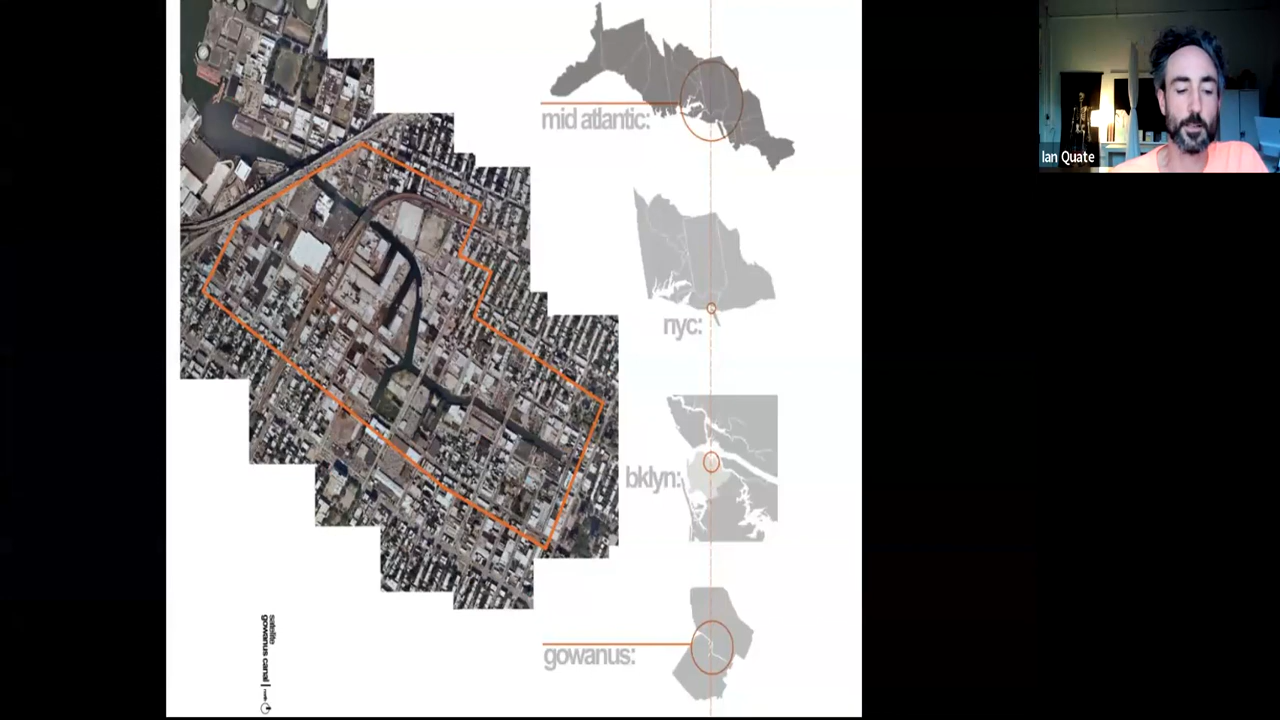 mid atlantic:
Ian Quate
nyc:
bklyn:
gowanus:
satellite
gowanus canal |